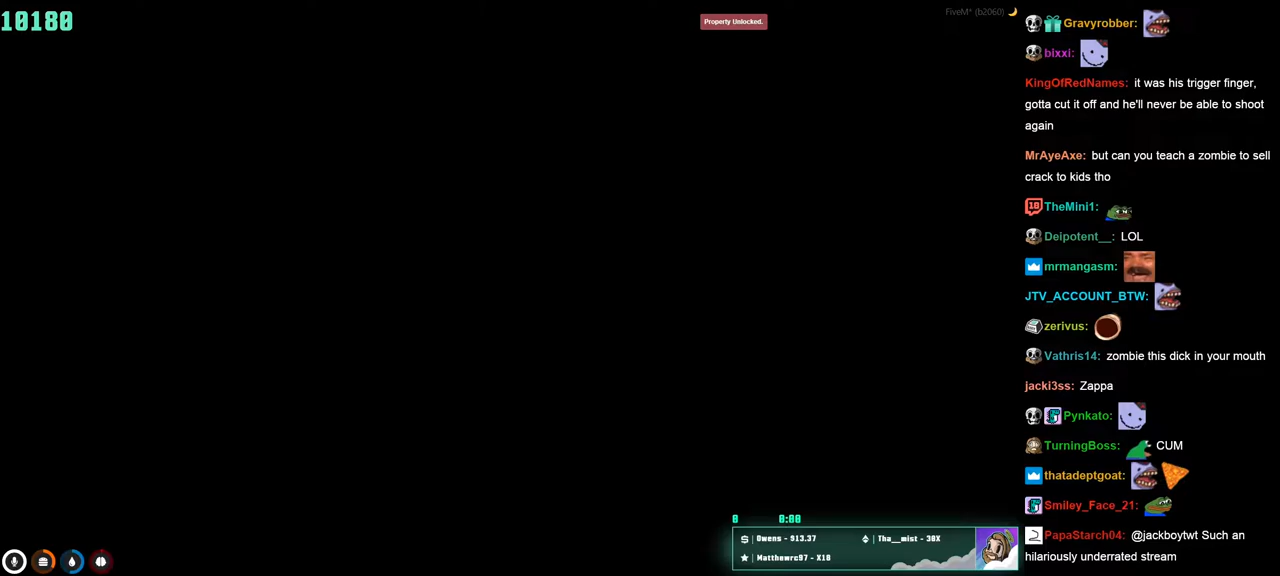 10180
Property Unlocked.
FiveM* (b2060)
Gravyrobber:
bixxi:
KingOfRedNames: it was his trigger finger,
gotta cut it off and he'll never be able to shoot
again
MrAyeAxe: but can you teach a zombie to sell
crack to kids tho
TheMini1:
Deipotent__: LOL
mrmangasm:
JTV_ACCOUNT_BTW:
zerivus:
Vathris14: zombie this dick in your mouth
jacki3ss: Zappa
Pynkato:
TurningBoss: CUM
thatadeptgoat:
Smiley_Face_21:
PapaStarch04: @jackboytwt Such an
hilariously underrated stream
0 0:00
Owens - $13.37
Tha__mist - 30X
Matthewrc97 - X18